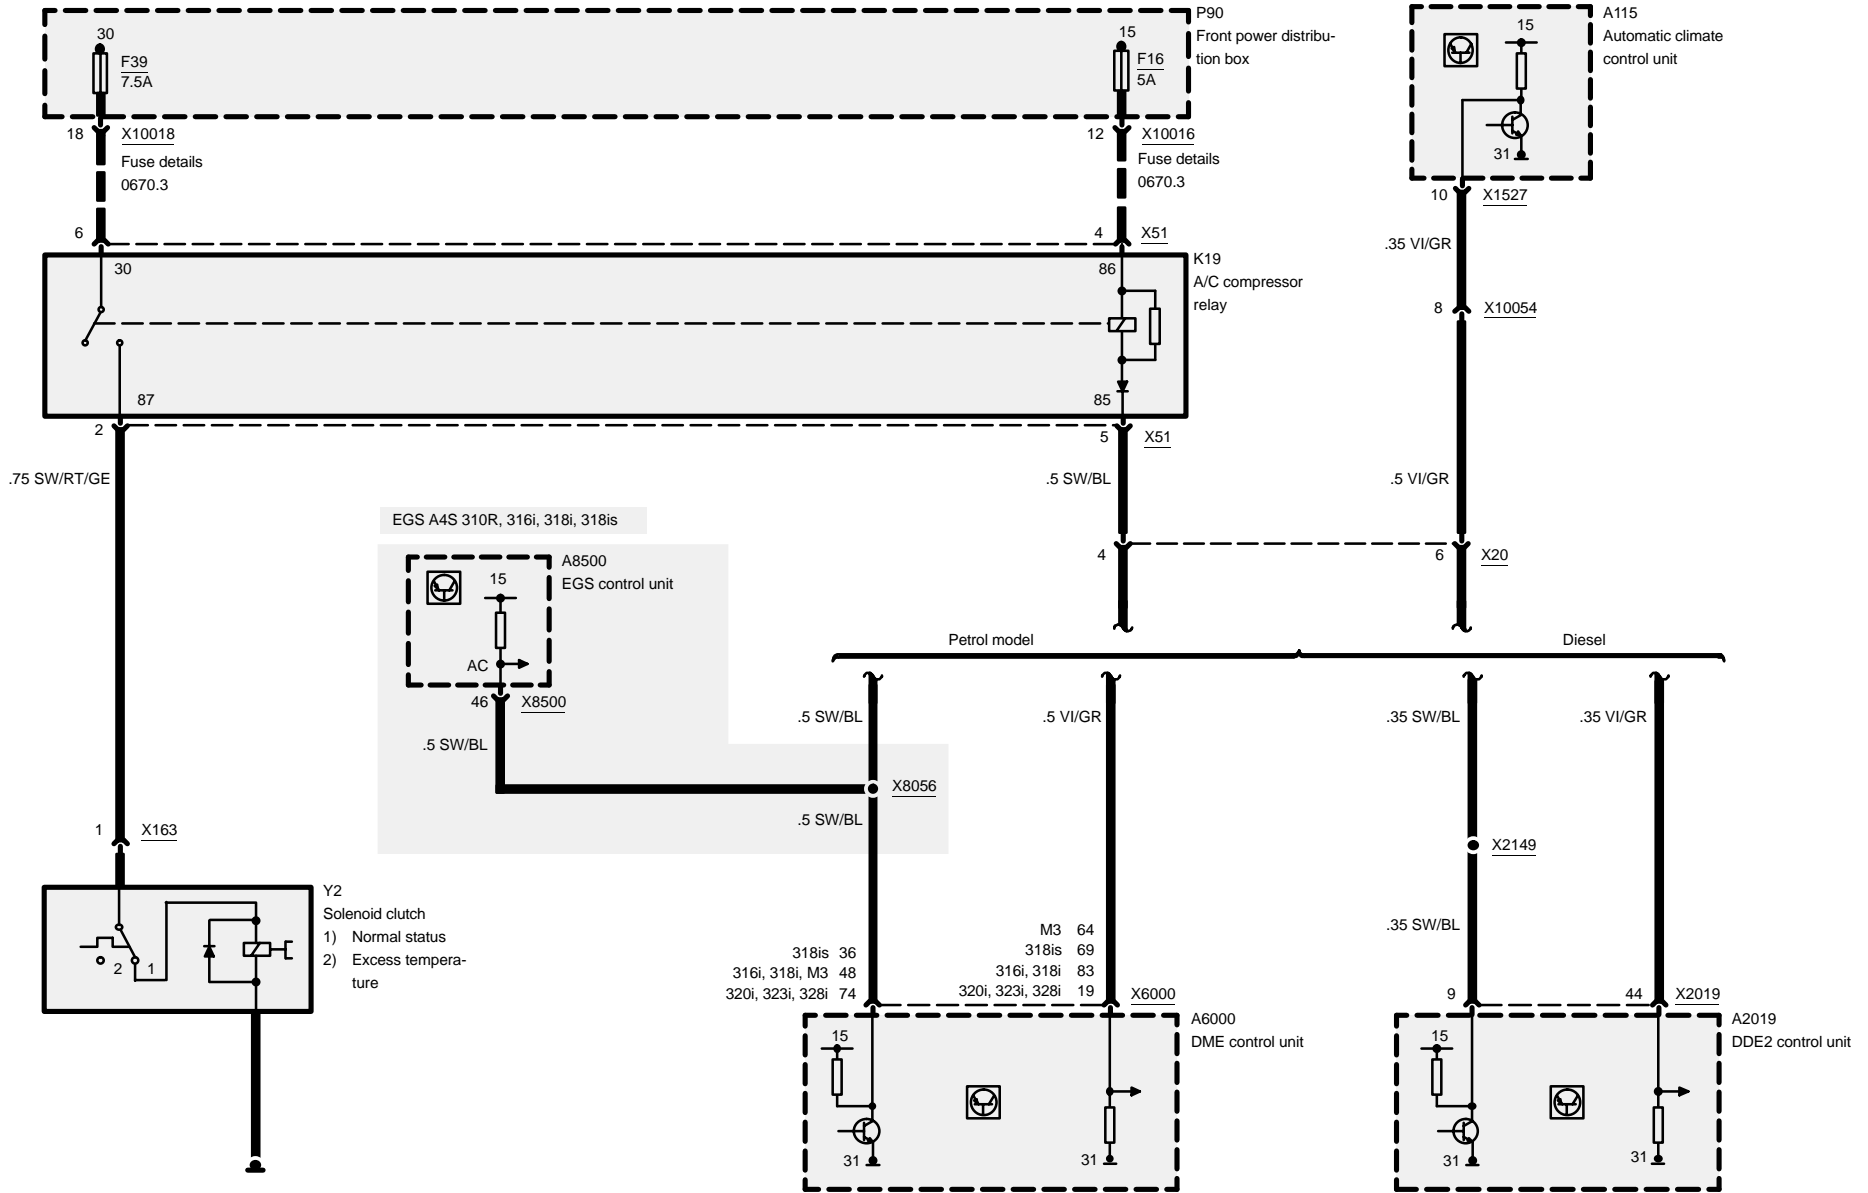 P90
Front power distribu-
tion box
30
F39
7.5A
15
F16
5A
A115
Automatic climate
control unit
15
31
18 X10018
Fuse details
0670.3
12 X10016
Fuse details
0670.3
10 X1527
.35 VI/GR
6
4 X51
K19
A/C compressor
relay
30
86
8 X10054
87
85
2
5 X51
.75 SW/RT/GE
.5 SW/BL
.5 VI/GR
EGS A4S 310R, 316i, 318i, 318is
A8500
EGS control unit
15
AC
46 X8500
.5 SW/BL
4
6 X20
Petrol model
Diesel
.5 SW/BL
.5 VI/GR
.35 SW/BL
.35 VI/GR
X8056
.5 SW/BL
1 X163
X2149
.35 SW/BL
Y2
Solenoid clutch
1) Normal status
2) Excess tempera-
ture
2 1
318is 36
316i, 318i, M3 48
320i, 323i, 328i 74
M3 64
318is 69
316i, 318i 83
320i, 323i, 328i 19
X6000
9
44 X2019
A6000
DME control unit
15
31
31
A2019
DDE2 control unit
15
31
31